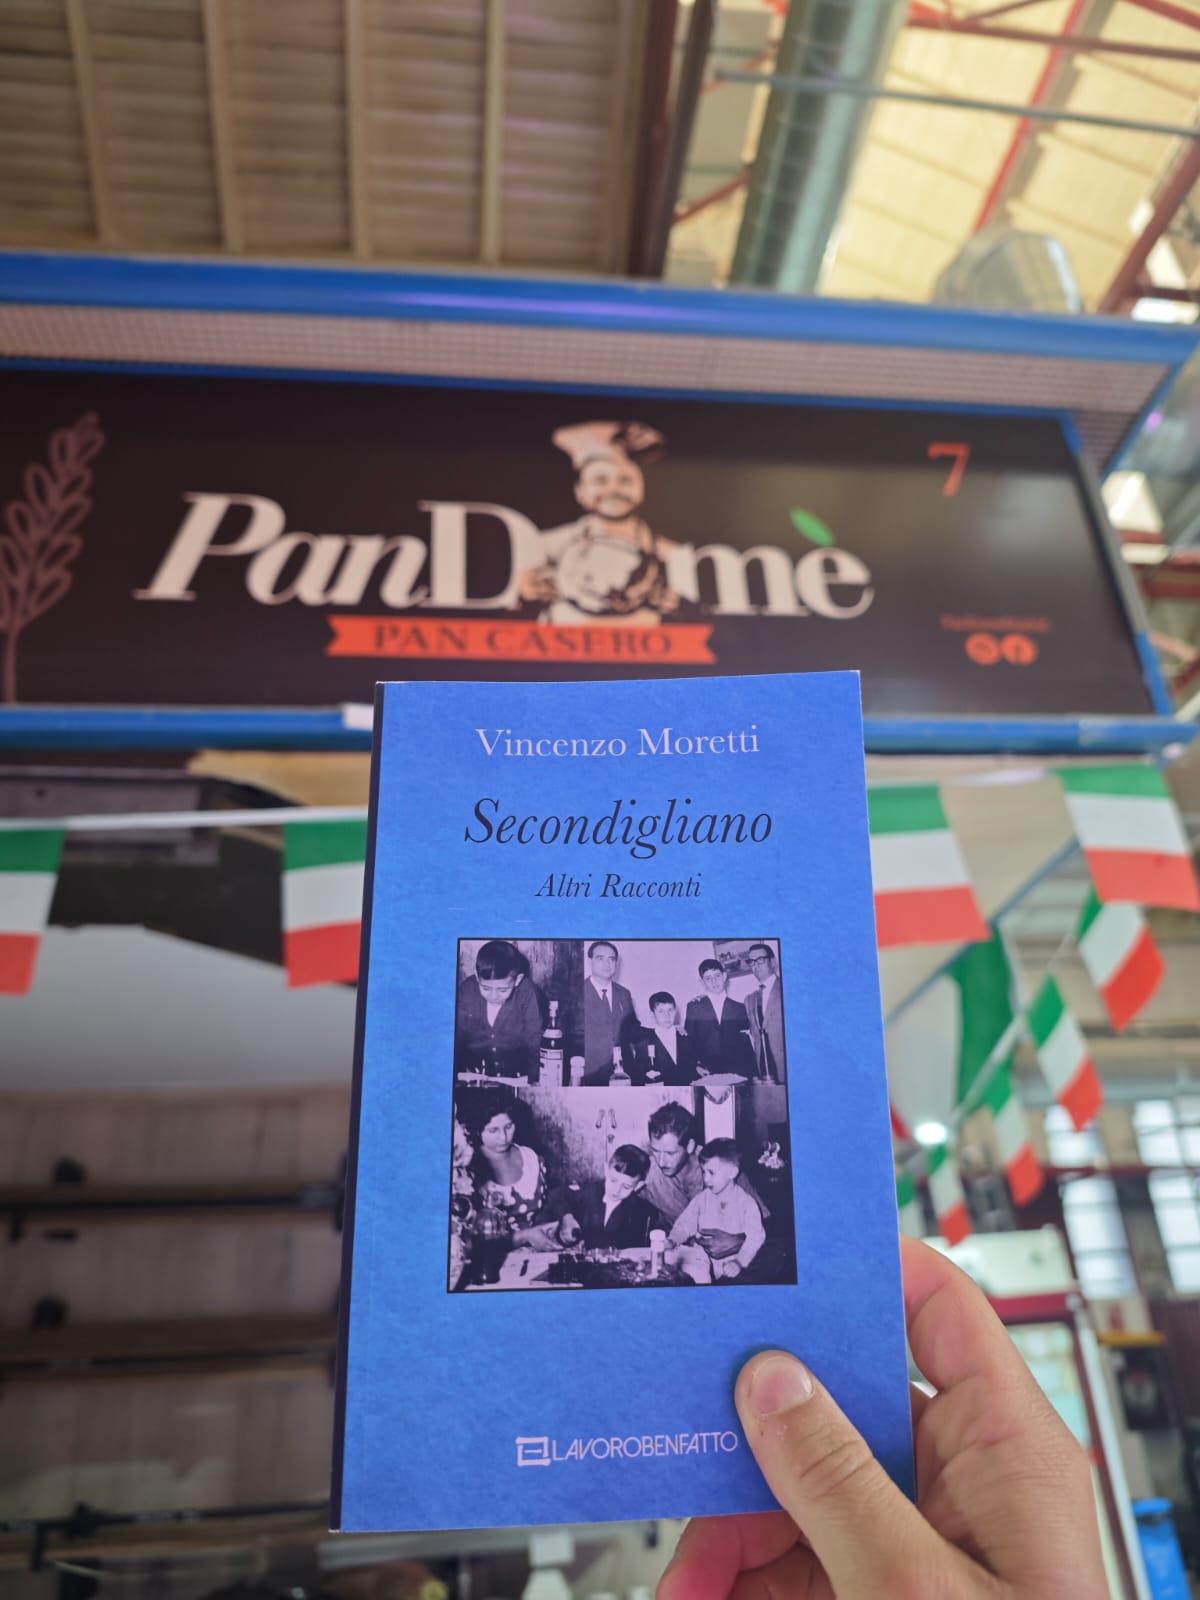 7
PanDomè
PAN CASERO
Vincenzo Moretti
Secondigliano
Altri Racconti
LAVOROBENFATTO